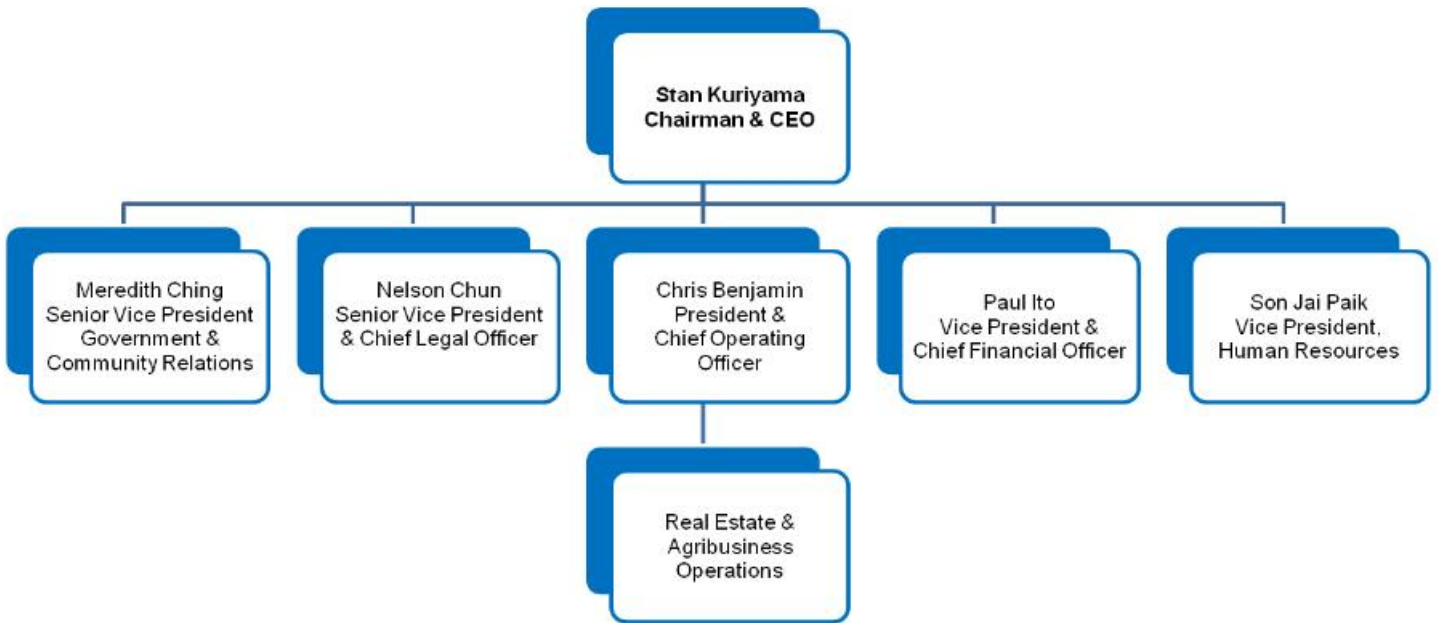 Stan Kuriyama
Chairman & CEO
Meredith Ching
Senior Vice President
Government &
Community Relations
Nelson Chun
Senior Vice President
& Chief Legal Officer
Chris Benjamin
President &
Chief Operating
Officer
Paul Ito
Vice President &
Chief Financial Officer
Son Jai Paik
Vice President,
Human Resources
Real Estate &
Agribusiness
Operations